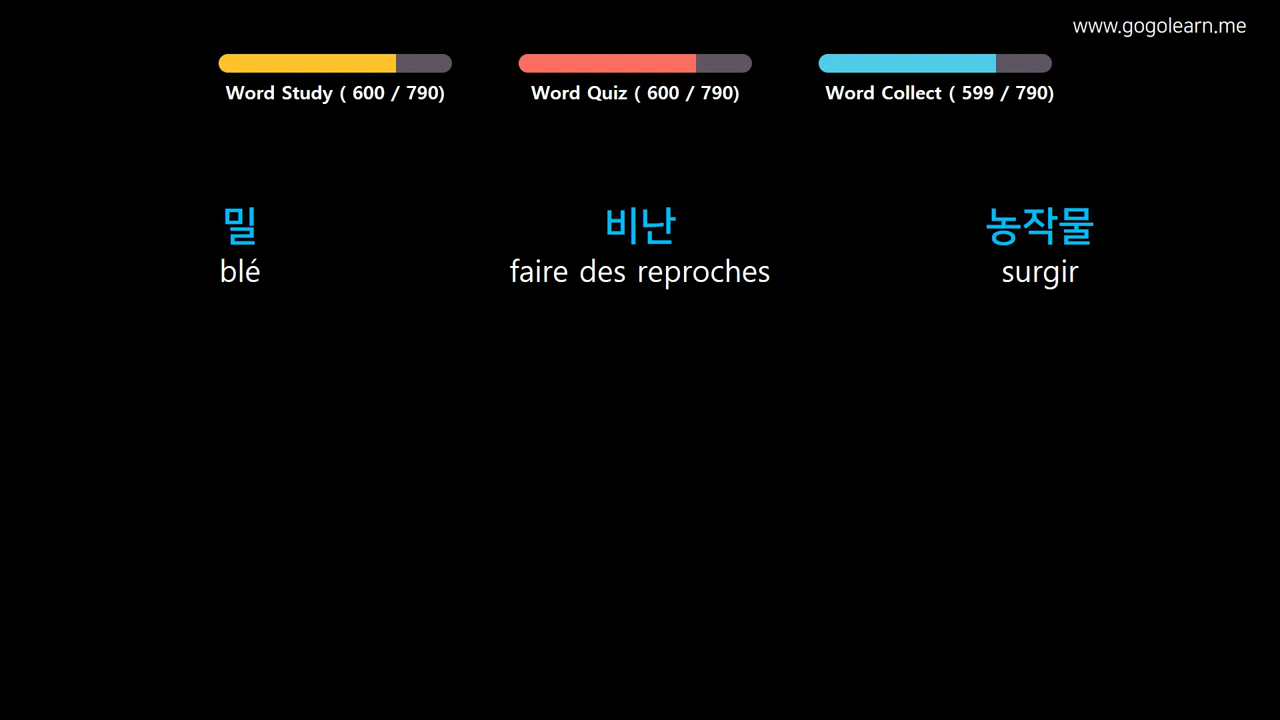 www.gogolearn.me
Word Study ( 600 / 790)
Word Quiz ( 600 / 790)
Word Collect ( 599 / 790)
밀
blé
비난
faire des reproches
농작물
surgir